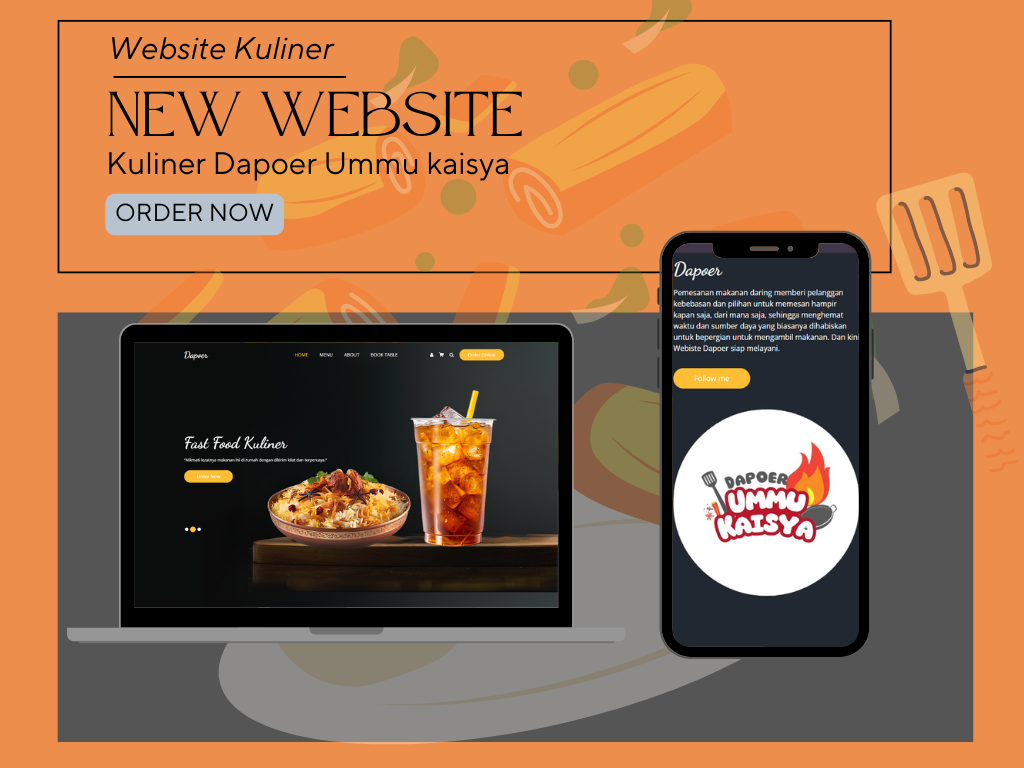 Website Kuliner
NEW WEBSITE
Kuliner Dapoer Ummu kaisya
ORDER NOW
Dapoer
HOME MENU ABOUT BOOK TABLE
Order Online
Fast Food Kuliner
"Nikmati lezatnya makanan ini di rumah dengan dikirim kilat dan terpercaya."
Order Now
Dapoer
Pemesanan makanan daring memberi pelanggan
kebebasan dan pilihan untuk memesan hampir
kapan saja, dari mana saja, sehingga menghemat
waktu dan sumber daya yang biasanya dihabiskan
untuk bepergian untuk mengambil makanan. Dan kini
Webiste Dapoer siap melayani.
Follow me
DAPOER
UMMU
KAISYA